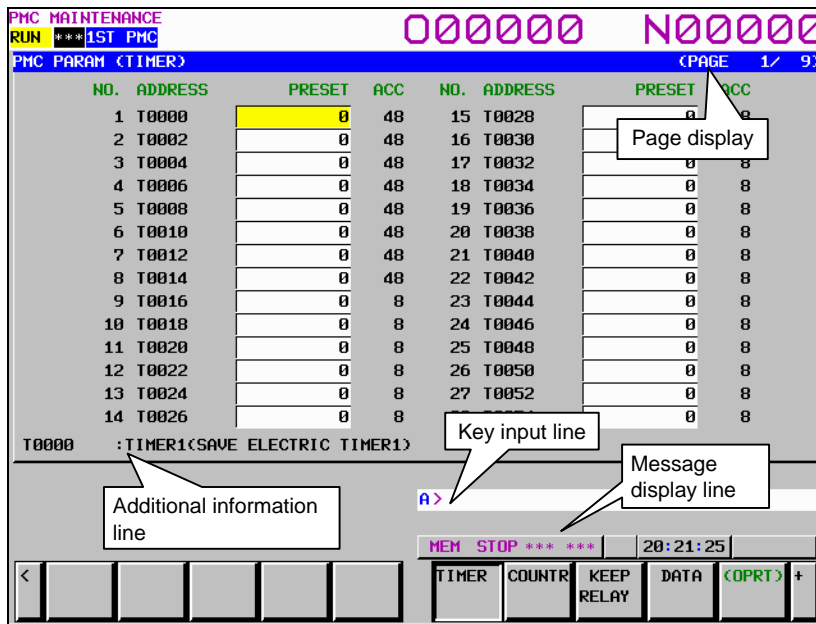 PMC MAINTENANCE
O00000 N00000
RUN *** 1ST PMC
PMC PARAM (TIMER) (PAGE 1/ 9)
NO. ADDRESS PRESET ACC NO. ADDRESS PRESET ACC
1 T0000 0 48 15 T0028 0 8
2 T0002 0 48 16 T0030
Page display
3 T0004 0 48 17 T0032 0 8
4 T0006 0 48 18 T0034 0 8
5 T0008 0 48 19 T0036 0 8
6 T0010 0 48 20 T0038 0 8
7 T0012 0 48 21 T0040 0 8
8 T0014 0 48 22 T0042 0 8
9 T0016 0 8 23 T0044 0 8
10 T0018 0 8 24 T0046 0 8
11 T0020 0 8 25 T0048 0 8
12 T0022 0 8 26 T0050 0 8
13 T0024 0 8 27 T0052 0 8
14 T0026 0 8 0 8
Key input line
T0000 :TIMER1(SAVE ELECTRIC TIMER1)
Message
display line
Additional information
line
A>
MEM STOP *** *** 20:21:25
< TIMER COUNTR KEEP RELAY DATA (OPRT) +